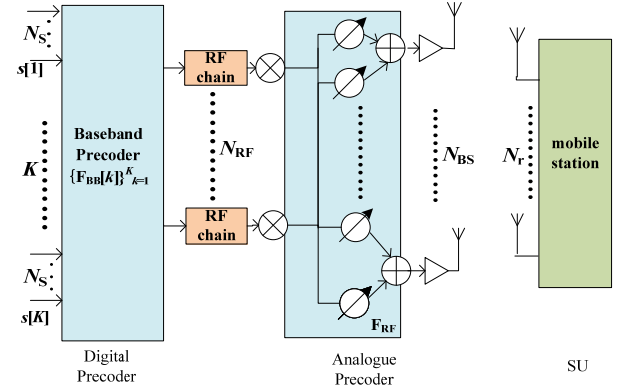 N_S
s[1]
K
N_S
s[K]
Baseband
Precoder
{F_BB[k]}^K_k=1
RF
chain
N_RF
RF
chain
F_RF
N_BS
N_r
mobile
station
Digital
Precoder
Analogue
Precoder
SU